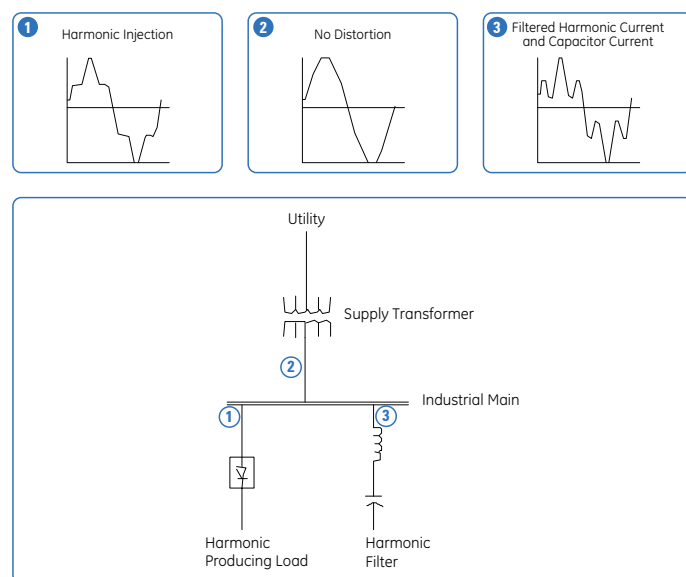 1
Harmonic Injection
2
No Distortion
3
Filtered Harmonic Current
and Capacitor Current
Utility
Supply Transformer
2
Industrial Main
1
3
Harmonic
Producing Load
Harmonic
Filter